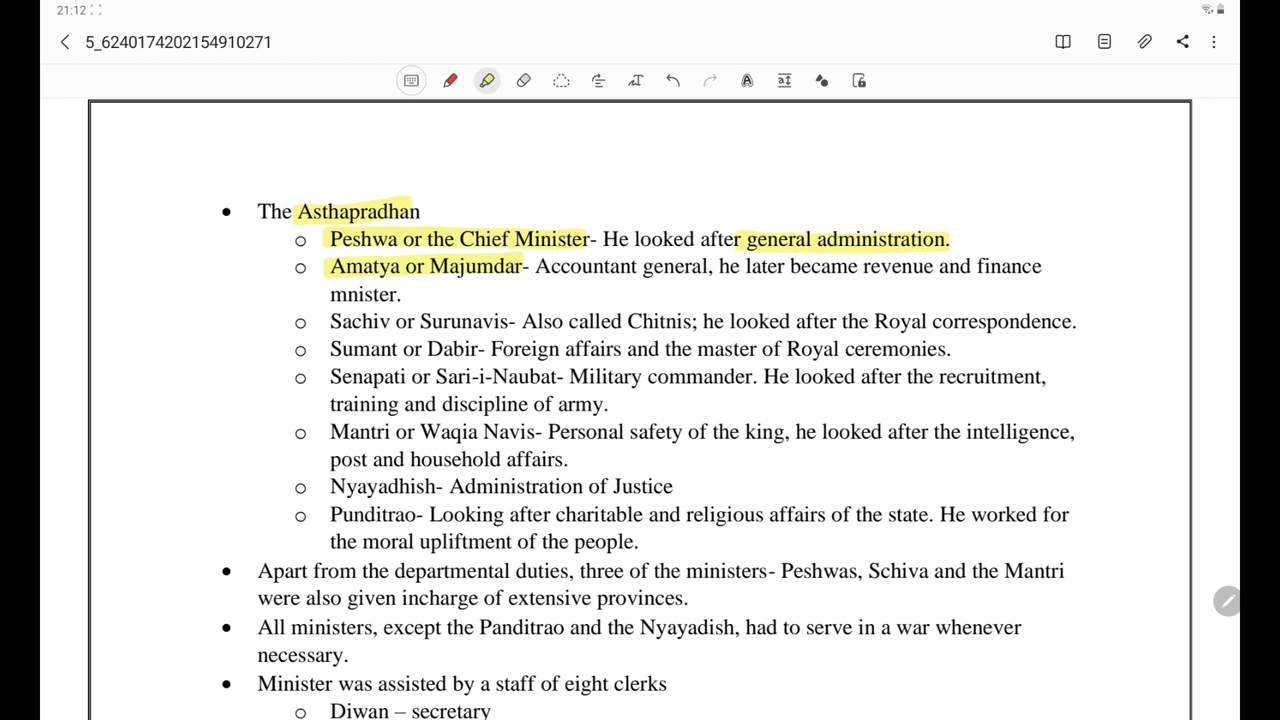 21:12
5_6240174202154910271
• The Asthapradhan
o Peshwa or the Chief Minister- He looked after general administration.
o Amatya or Majumdar- Accountant general, he later became revenue and finance
mnister.
o Sachiv or Surunavis- Also called Chitnis; he looked after the Royal correspondence.
o Sumant or Dabir- Foreign affairs and the master of Royal ceremonies.
o Senapati or Sari-i-Naubat- Military commander. He looked after the recruitment,
training and discipline of army.
o Mantri or Waqia Navis- Personal safety of the king, he looked after the intelligence,
post and household affairs.
o Nyayadhish- Administration of Justice
o Punditrao- Looking after charitable and religious affairs of the state. He worked for
the moral upliftment of the people.
• Apart from the departmental duties, three of the ministers- Peshwas, Schiva and the Mantri
were also given incharge of extensive provinces.
• All ministers, except the Panditrao and the Nyayadish, had to serve in a war whenever
necessary.
• Minister was assisted by a staff of eight clerks
o Diwan – secretary